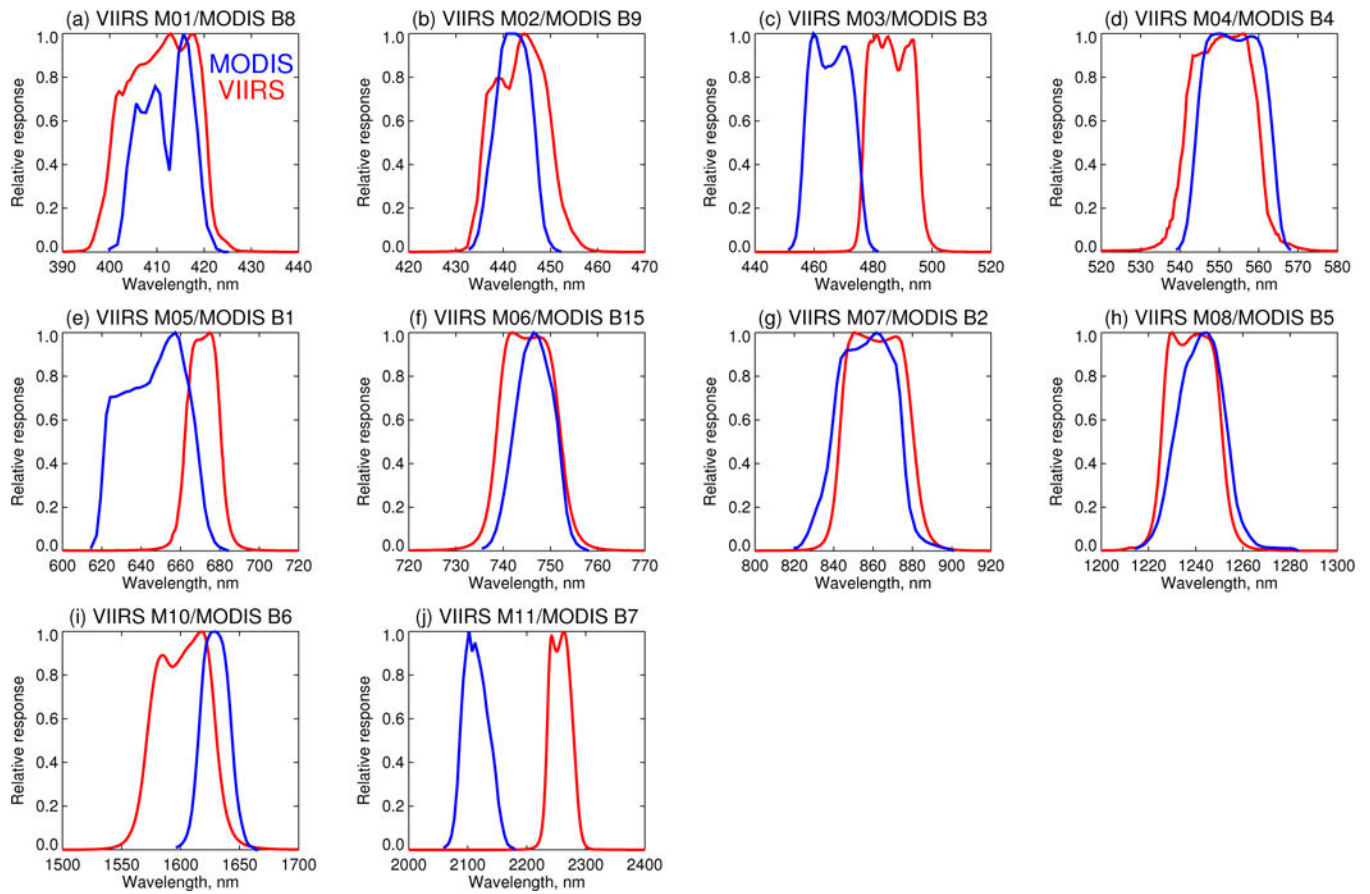 (a) VIIRS M01/MODIS B8
(b) VIIRS M02/MODIS B9
(c) VIIRS M03/MODIS B3
(d) VIIRS M04/MODIS B4
Relative response
1.0
0.8
0.6
0.4
0.2
0.0
MODIS
VIIRS
390 400 410 420 430 440
Wavelength, nm
Relative response
1.0
0.8
0.6
0.4
0.2
0.0
420 430 440 450 460 470
Wavelength, nm
Relative response
1.0
0.8
0.6
0.4
0.2
0.0
440 460 480 500 520
Wavelength, nm
Relative response
1.0
0.8
0.6
0.4
0.2
0.0
520 530 540 550 560 570 580
Wavelength, nm
(e) VIIRS M05/MODIS B1
(f) VIIRS M06/MODIS B15
(g) VIIRS M07/MODIS B2
(h) VIIRS M08/MODIS B5
Relative response
1.0
0.8
0.6
0.4
0.2
0.0
600 620 640 660 680 700 720
Wavelength, nm
Relative response
1.0
0.8
0.6
0.4
0.2
0.0
720 730 740 750 760 770
Wavelength, nm
Relative response
1.0
0.8
0.6
0.4
0.2
0.0
800 820 840 860 880 900 920
Wavelength, nm
Relative response
1.0
0.8
0.6
0.4
0.2
0.0
1200 1220 1240 1260 1280 1300
Wavelength, nm
(i) VIIRS M10/MODIS B6
(j) VIIRS M11/MODIS B7
Relative response
1.0
0.8
0.6
0.4
0.2
0.0
1500 1550 1600 1650 1700
Wavelength, nm
Relative response
1.0
0.8
0.6
0.4
0.2
0.0
2000 2100 2200 2300 2400
Wavelength, nm